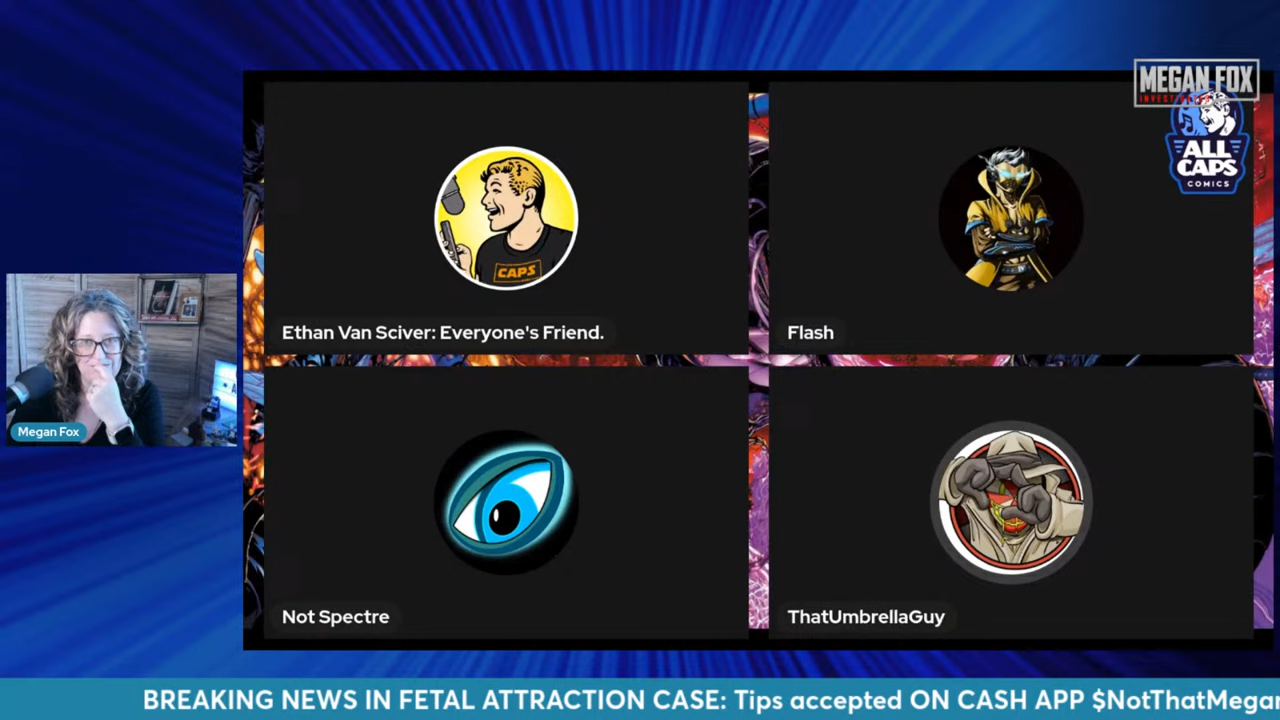 MEGAN FOX
ALL
CAPS
COMICS
CAPS
Ethan Van Sciver: Everyone's Friend.
Flash
Megan Fox
Not Spectre
ThatUmbrellaGuy
BREAKING NEWS IN FETAL ATTRACTION CASE: Tips accepted ON CASH APP $NotThatMegan